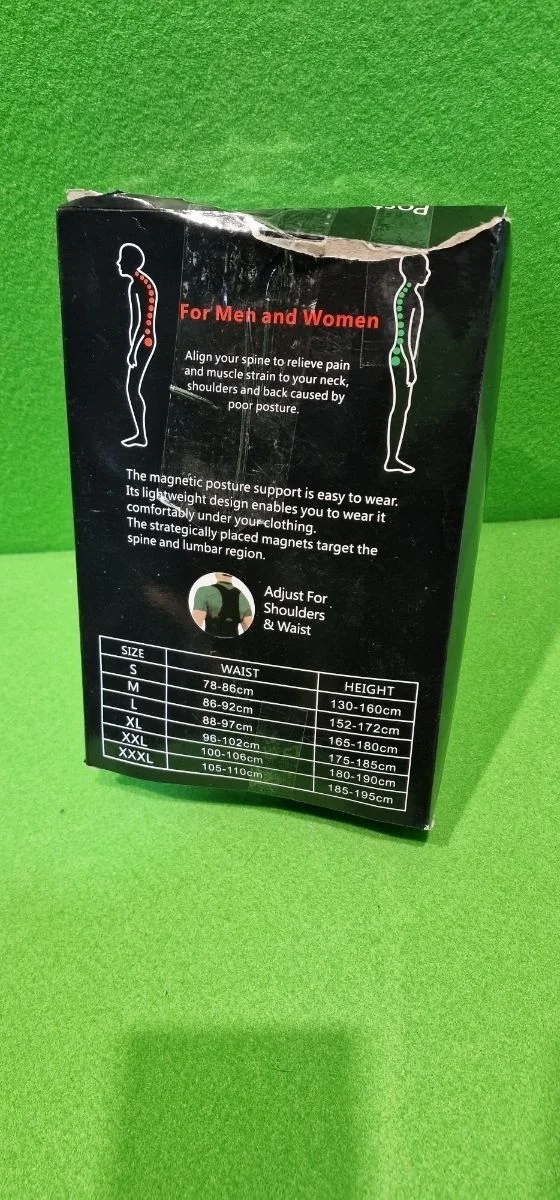 For Men and Women
Align your spine to relieve pain
and muscle strain to your neck,
shoulders and back caused by
poor posture.
The magnetic posture support is easy to wear.
Its lightweight design enables you to wear it
comfortably under your clothing.
The strategically placed magnets target the
spine and lumbar region.
Adjust For
Shoulders
& Waist
SIZE WAIST HEIGHT
S 78-86cm 130-160cm
M 86-92cm 152-172cm
L 88-97cm 165-180cm
XL 96-102cm 175-185cm
XXL 100-106cm 180-190cm
XXXL 105-110cm 185-195cm